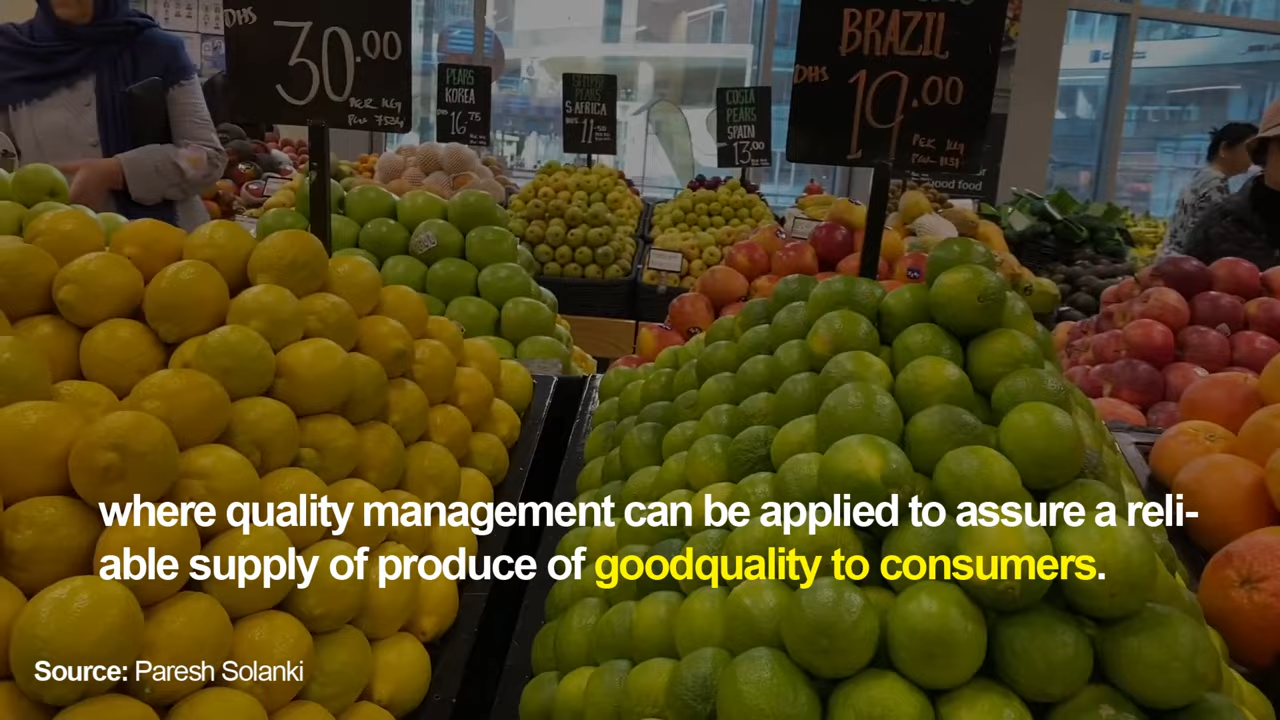 DHS
30.00
PER KG
PEARS
KOREA
16.75
PEARS
S.AFRICA
11.50
COSTA
PEARS
SPAIN
13.00
BRAZIL
DHS
19.00
PER KG
good food
where quality management can be applied to assure a reli-
able supply of produce of goodquality to consumers.
Source: Paresh Solanki